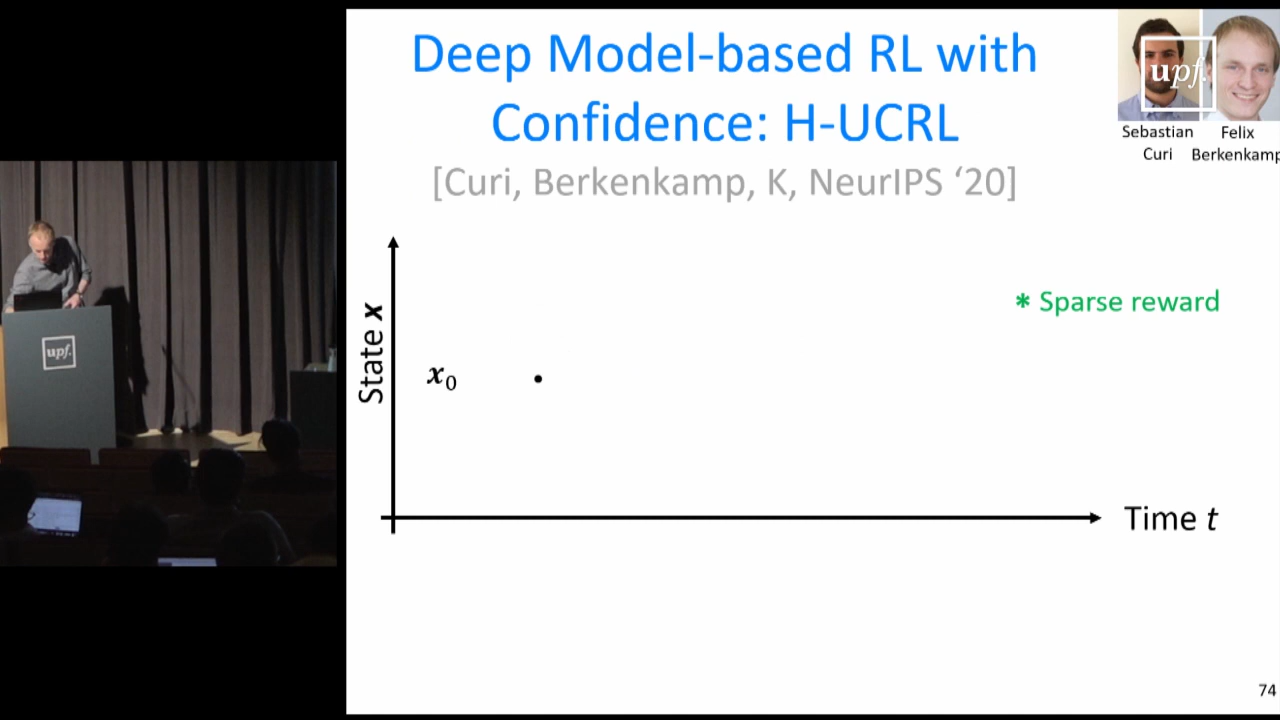 Deep Model-based RL with
Confidence: H-UCRL
[Curi, Berkenkamp, K, NeurIPS ‘20]
upf.
Sebastian
Curi
Felix
Berkenkamp
* Sparse reward
State x
x₀
Time t
upf.
74